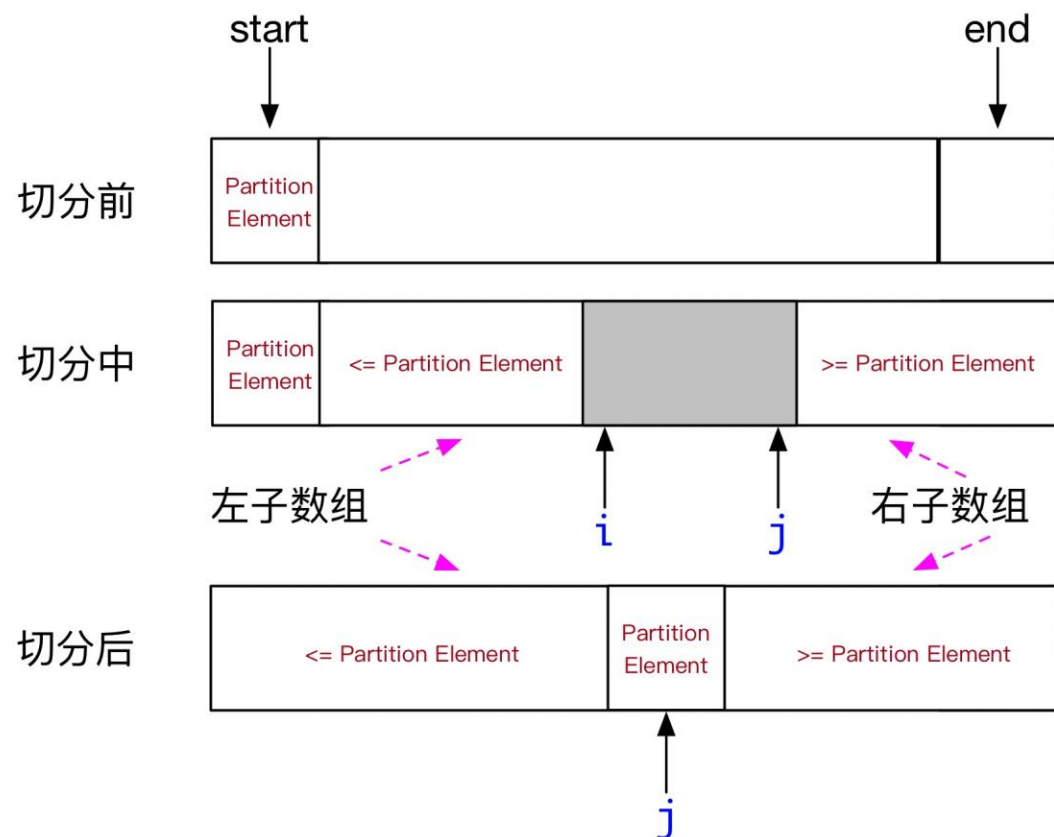 start
end
切分前
Partition
Element
切分中
Partition
Element
<= Partition Element
>= Partition Element
左子数组
i
j
右子数组
切分后
<= Partition Element
Partition
Element
>= Partition Element
j